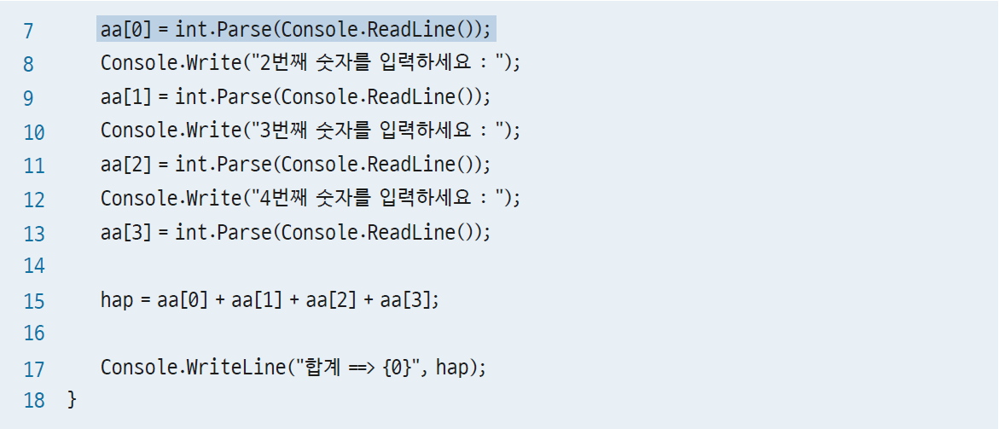 7 aa[0] = int.Parse(Console.ReadLine());
8 Console.Write("2번째 숫자를 입력하세요 : ");
9 aa[1] = int.Parse(Console.ReadLine());
10 Console.Write("3번째 숫자를 입력하세요 : ");
11 aa[2] = int.Parse(Console.ReadLine());
12 Console.Write("4번째 숫자를 입력하세요 : ");
13 aa[3] = int.Parse(Console.ReadLine());
14
15 hap = aa[0] + aa[1] + aa[2] + aa[3];
16
17 Console.WriteLine("합계 ==> {0}", hap);
18 }